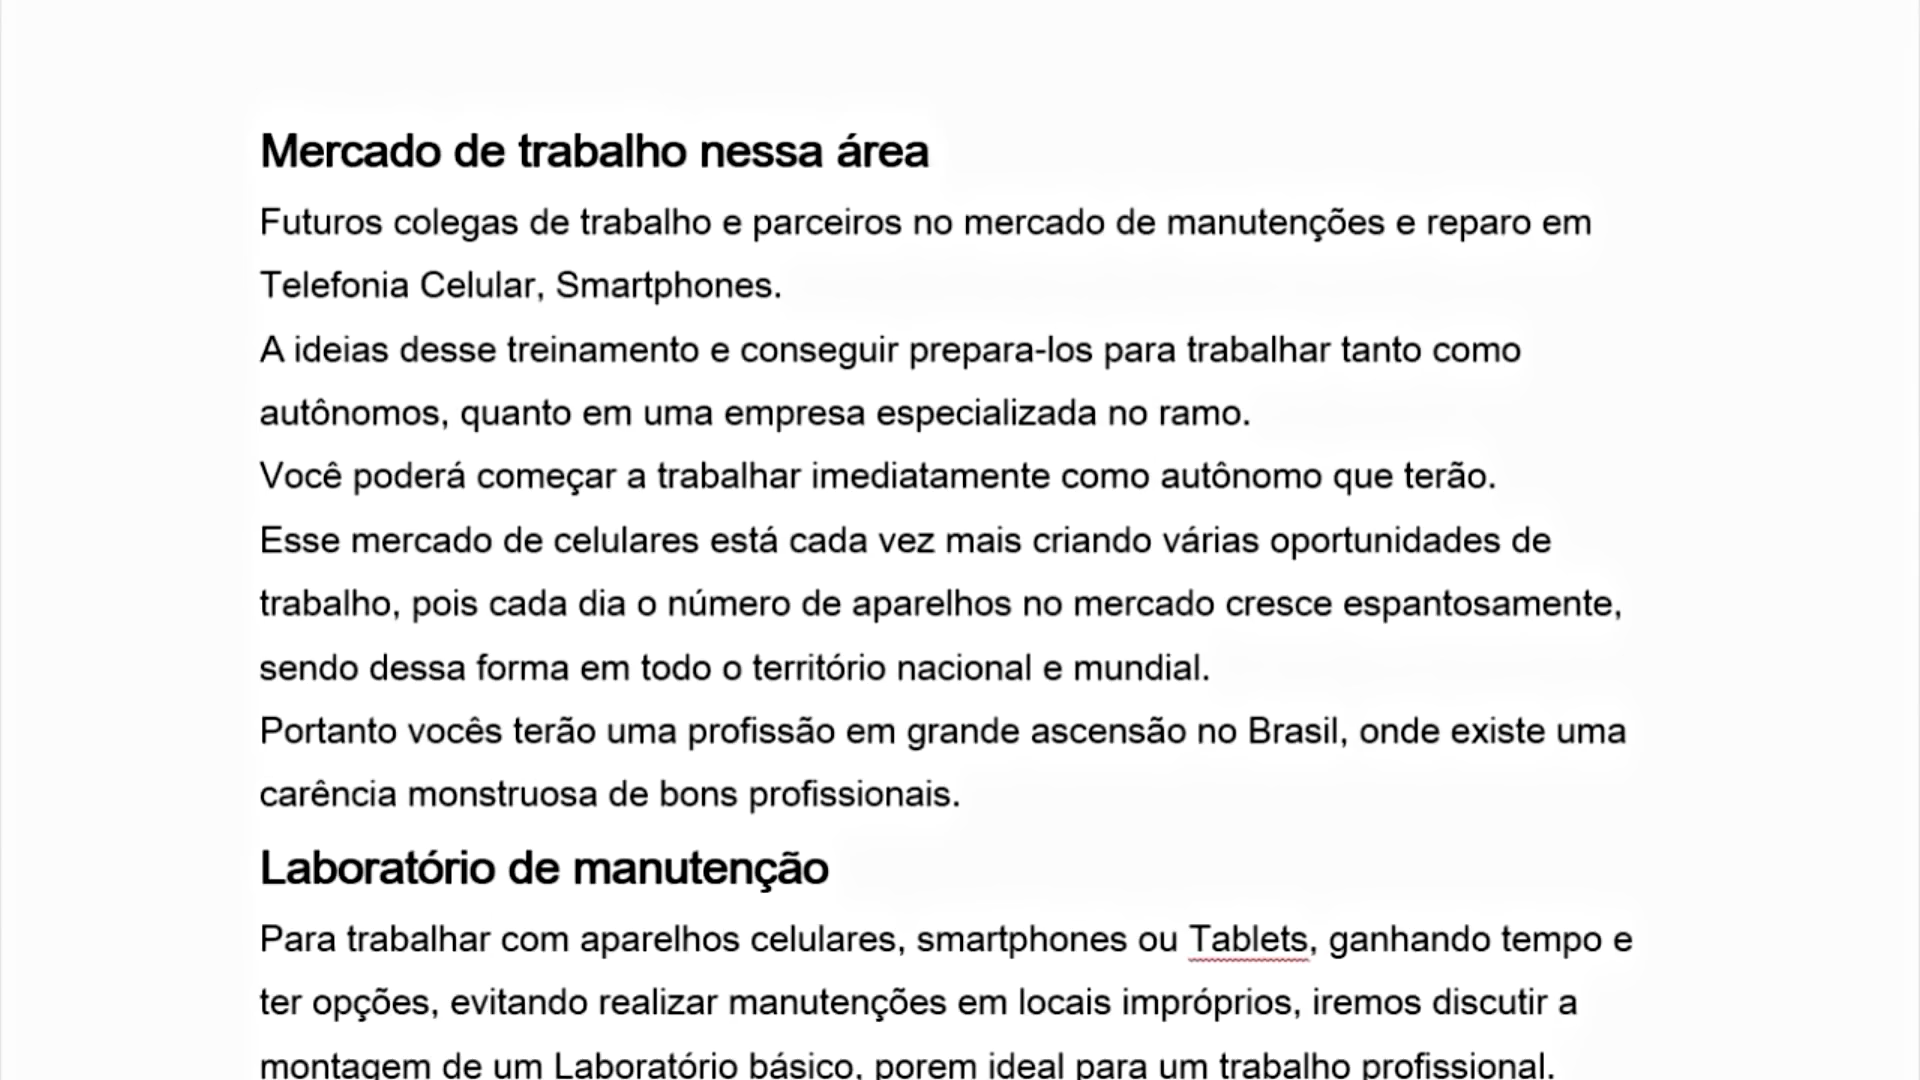 Mercado de trabalho nessa área
Futuros colegas de trabalho e parceiros no mercado de manutenções e reparo em
Telefonia Celular, Smartphones.
A ideias desse treinamento e conseguir prepara-los para trabalhar tanto como
autônomos, quanto em uma empresa especializada no ramo.
Você poderá começar a trabalhar imediatamente como autônomo que terão.
Esse mercado de celulares está cada vez mais criando várias oportunidades de
trabalho, pois cada dia o número de aparelhos no mercado cresce espantosamente,
sendo dessa forma em todo o território nacional e mundial.
Portanto vocês terão uma profissão em grande ascensão no Brasil, onde existe uma
carência monstruosa de bons profissionais.
Laboratório de manutenção
Para trabalhar com aparelhos celulares, smartphones ou Tablets, ganhando tempo e
ter opções, evitando realizar manutenções em locais impróprios, iremos discutir a
montagem de um Laboratório básico, porem ideal para um trabalho profissional.